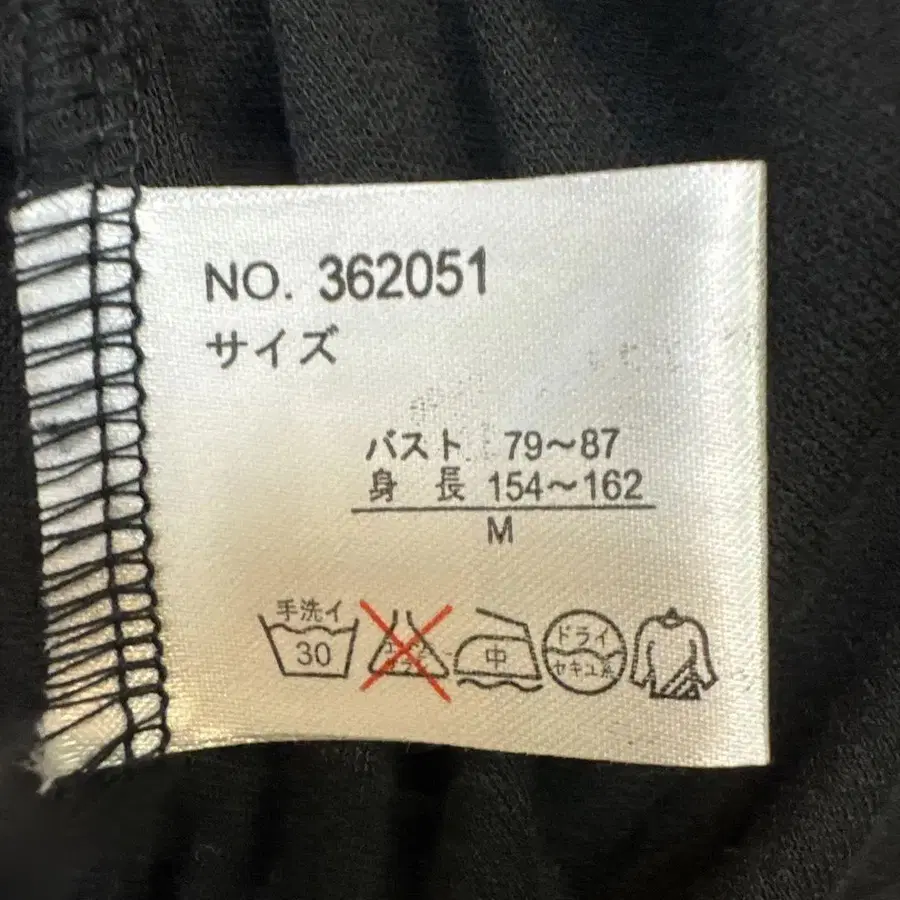 NO. 362051
サイズ
バスト 79～87
身 長 154～162
M
手洗イ
30
中
ドライ
セキユ系